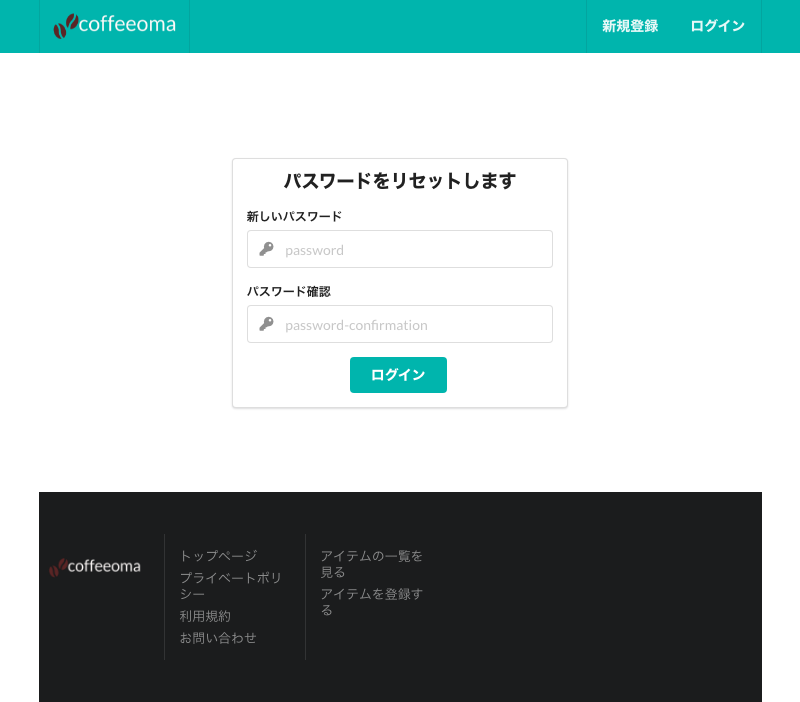 coffeeoma
新規登録
ログイン
パスワードをリセットします
新しいパスワード
password
パスワード確認
password-confirmation
ログイン
coffeeoma
トップページ
プライベートポリ
シー
利用規約
お問い合わせ
アイテムの一覧を
見る
アイテムを登録す
る